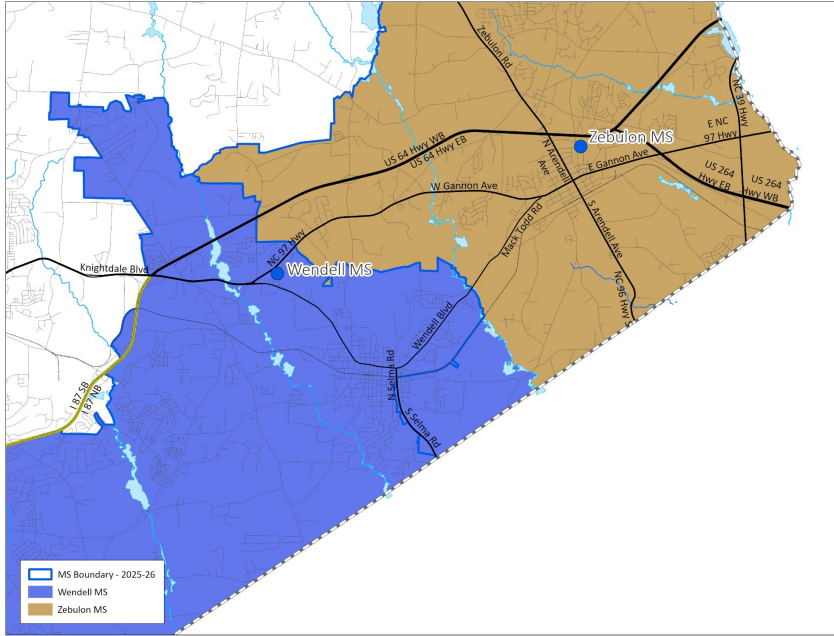 Zebulon Rd
NC 39 Hwy
US 64 Hwy WB
US 64 Hwy EB
N Arendell
Ave
Zebulon MS
E NC
97 Hwy
E Gannon Ave
US 264
Hwy EB
US 264
Hwy WB
W Gannon Ave
Mack Todd Rd
S Arendell Ave
NC 97 Hwy
Knightdale Blvd
Wendell MS
NC 96 Hwy S
Wendell Blvd
N Selma Rd
I 87 SB
I 87 NB
S Selma Rd
MS Boundary - 2025-26
Wendell MS
Zebulon MS